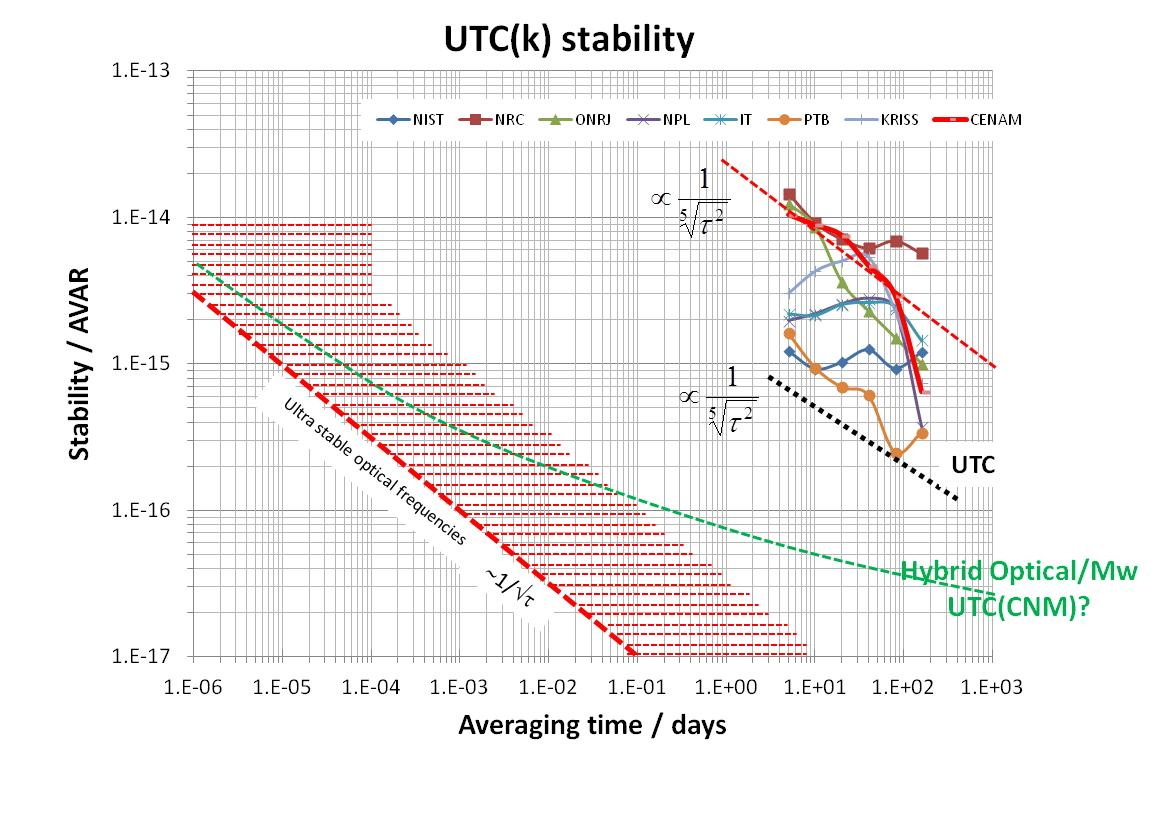 UTC(k) stability
1.E-13
NIST NRC ONRJ NPL IT PTB KRISS CENAM
∝ 1/⁵√τ²
1.E-14
Stability / AVAR
1.E-15
∝ 1/⁵√τ²
Ultra stable optical frequencies
UTC
1.E-16
~1/√τ
Hybrid Optical/Mw
UTC(CNM)?
1.E-17
1.E-06 1.E-05 1.E-04 1.E-03 1.E-02 1.E-01 1.E+00 1.E+01 1.E+02 1.E+03
Averaging time / days